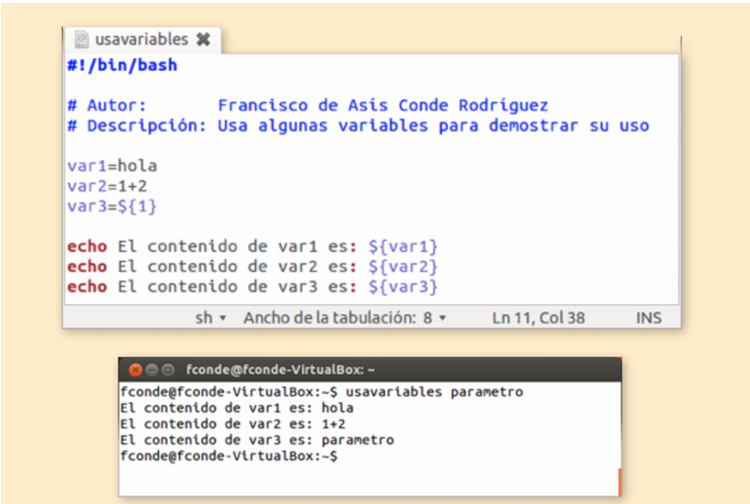 usavariables ✖
#!/bin/bash
# Autor: Francisco de Asís Conde Rodríguez
# Descripción: Usa algunas variables para demostrar su uso
var1=hola
var2=1+2
var3=${1}
echo El contenido de var1 es: ${var1}
echo El contenido de var2 es: ${var2}
echo El contenido de var3 es: ${var3}
sh ▾ Ancho de la tabulación: 8 ▾ Ln 11, Col 38 INS
fconde@fconde-VirtualBox: ~
fconde@fconde-VirtualBox:~$ usavariables parametro
El contenido de var1 es: hola
El contenido de var2 es: 1+2
El contenido de var3 es: parametro
fconde@fconde-VirtualBox:~$